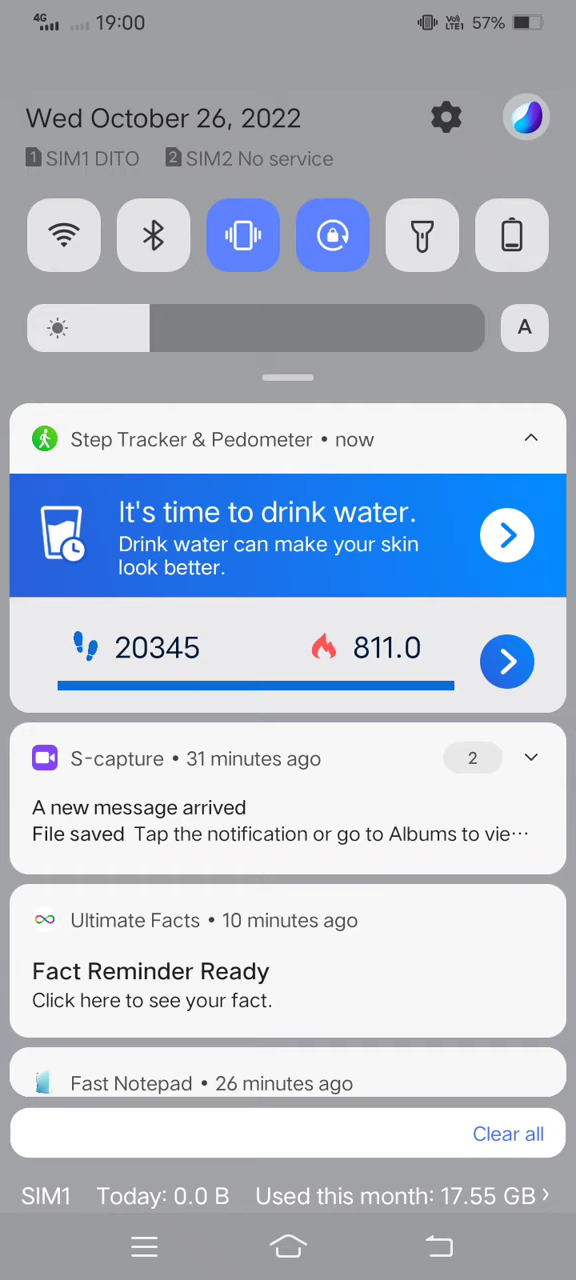 4G 19:00 VoLTE1 57%
Wed October 26, 2022
1 SIM1 DITO 2 SIM2 No service
A
Step Tracker & Pedometer • now
It's time to drink water.
Drink water can make your skin
look better.
20345 811.0
S-capture • 31 minutes ago 2
A new message arrived
File saved Tap the notification or go to Albums to vie···
Ultimate Facts • 10 minutes ago
Fact Reminder Ready
Click here to see your fact.
Fast Notepad • 26 minutes ago
Clear all
SIM1 Today: 0.0 B Used this month: 17.55 GB ›